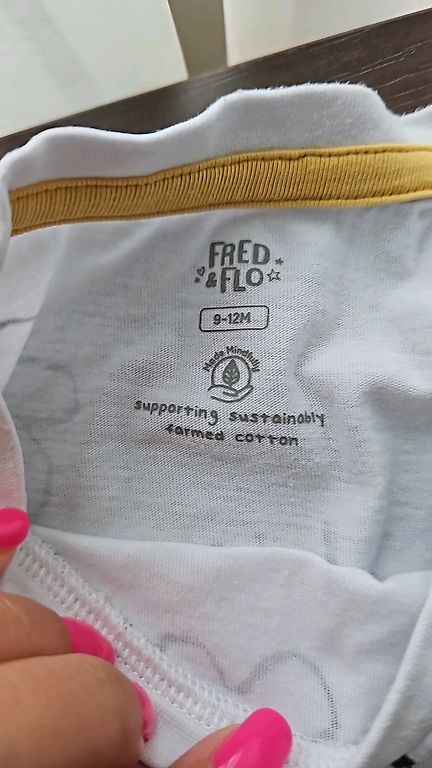 FRED
& FLO
9-12M
Made Mindfully
supporting sustainably
farmed cotton